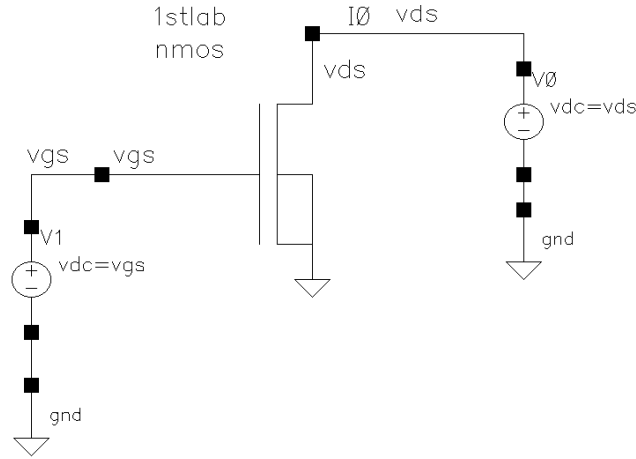 1stlab
nmos
I0
vds
vds
V0
vdc=vds
gnd
vgs
vgs
V1
vdc=vgs
gnd